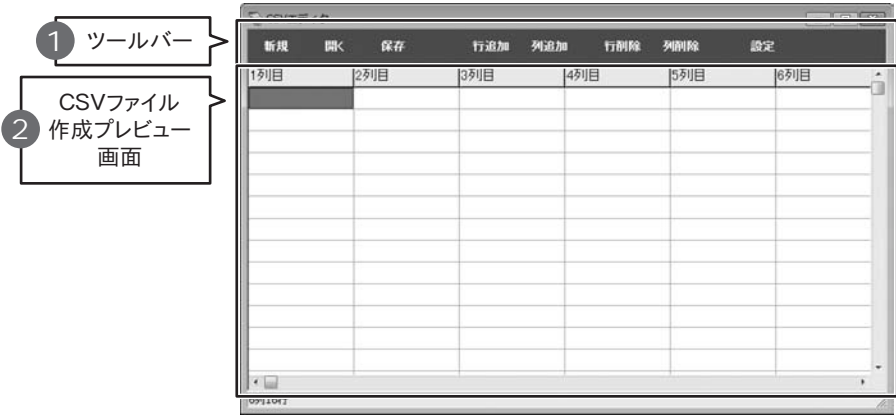 1 ツールバー
新規 開く 保存 行追加 列追加 行削除 列削除 設定
2 CSVファイル
作成プレビュー
画面
1列目 2列目 3列目 4列目 5列目 6列目